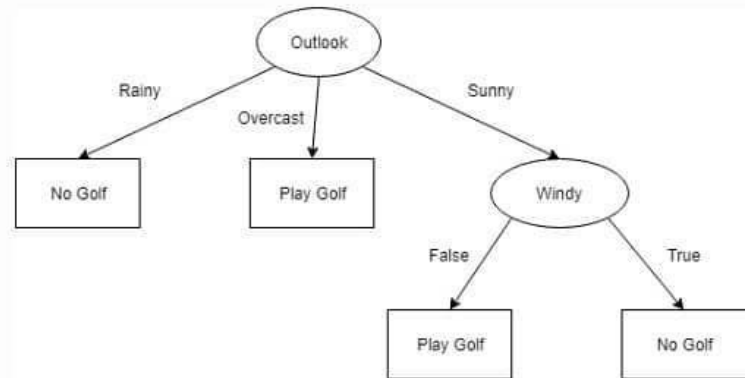 Outlook
Rainy
Overcast
Sunny
No Golf
Play Golf
Windy
False
True
Play Golf
No Golf